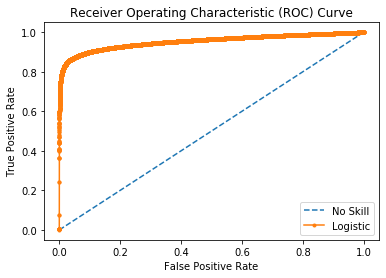 Receiver Operating Characteristic (ROC) Curve
True Positive Rate
1.0
0.8
0.6
0.4
0.2
0.0
0.0 0.2 0.4 0.6 0.8 1.0
False Positive Rate
No Skill
Logistic